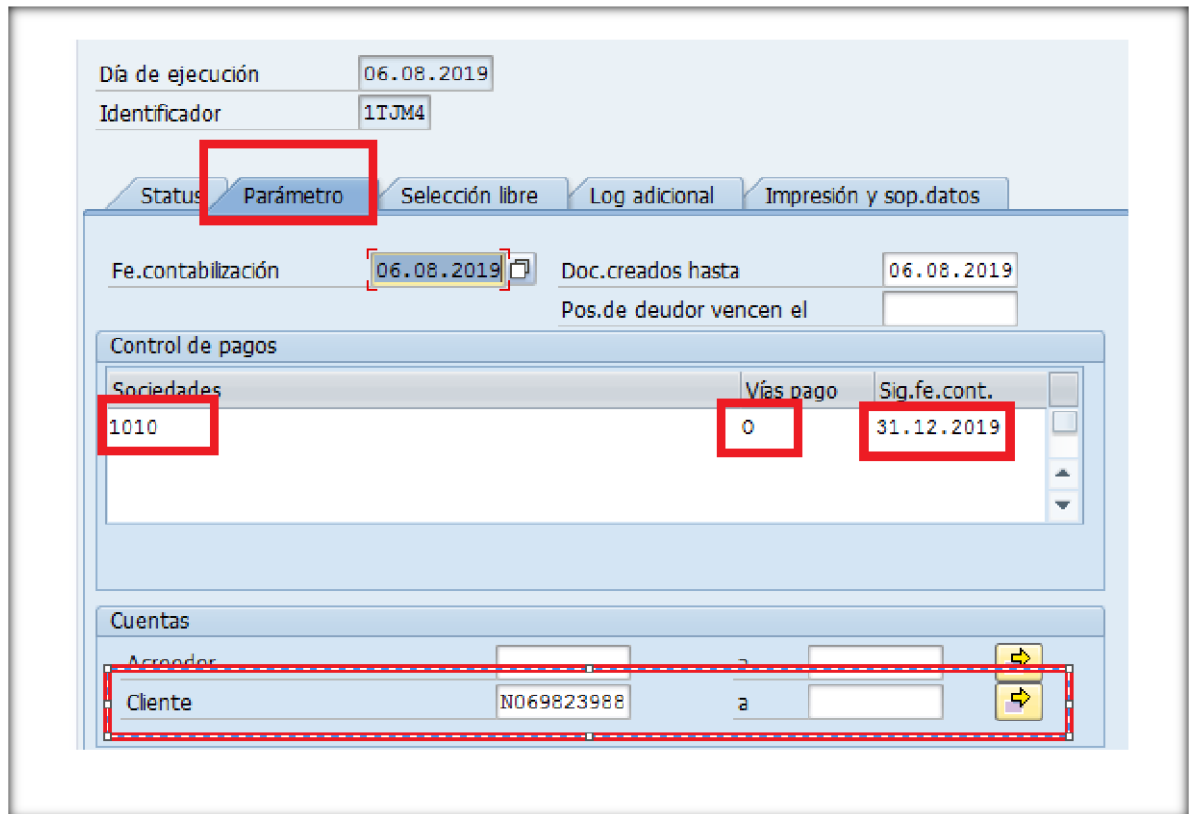 Día de ejecución 06.08.2019
Identificador 1TJM4
Status Parámetro Selección libre Log adicional Impresión y sop.datos
Fe.contabilización 06.08.2019 Doc.creados hasta 06.08.2019
Pos.de deudor vencen el
Control de pagos
Sociedades Vías pago Sig.fe.cont.
1010 O 31.12.2019
Cuentas
Acreedor a
Cliente N069823988 a